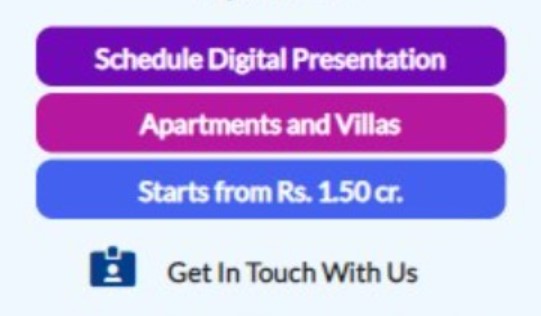 Schedule Digital Presentation
Apartments and Villas
Starts from Rs. 1.50 cr.
Get In Touch With Us